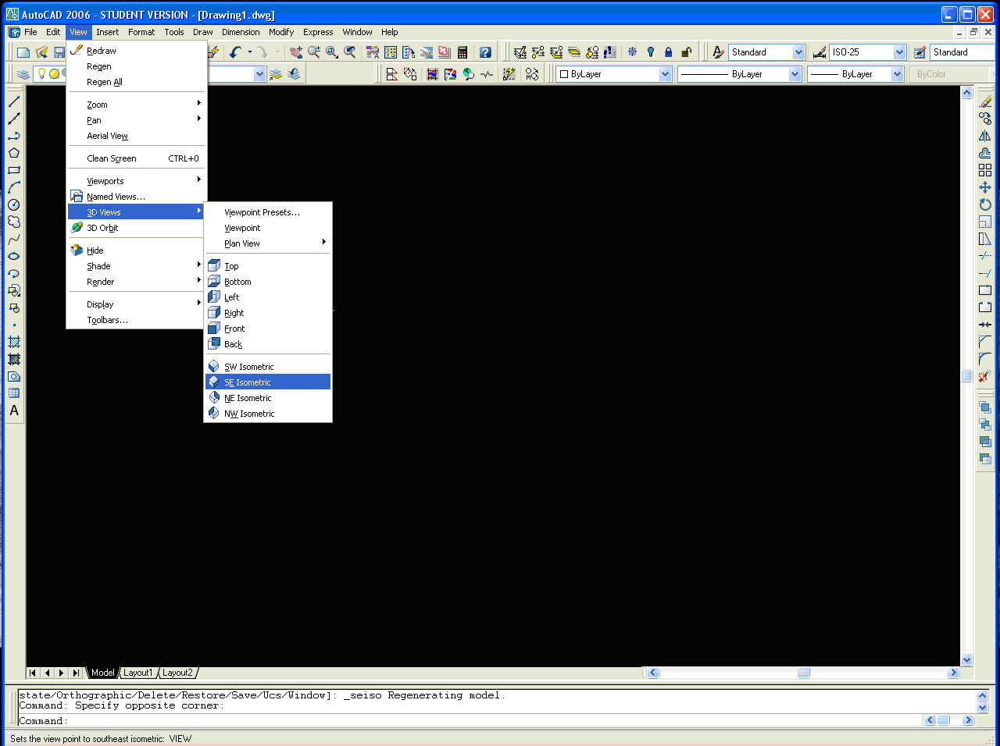 AutoCAD 2006 - STUDENT VERSION - [Drawing1.dwg]
File Edit View Insert Format Tools Draw Dimension Modify Express Window Help
Standard ISO-25 Standard
ByLayer ByLayer ByLayer ByColor
Redraw
Regen
Regen All
Zoom
Pan
Aerial View
Clean Screen CTRL+0
Viewports
Named Views...
3D Views
3D Orbit
Hide
Shade
Render
Display
Toolbars...
Viewpoint Presets...
Viewpoint
Plan View
Top
Bottom
Left
Right
Front
Back
SW Isometric
SE Isometric
NE Isometric
NW Isometric
A
Model Layout1 Layout2
state/Orthographic/Delete/Restore/Save/Ucs/Window]: _seiso Regenerating model.
Command: Specify opposite corner:
Command:
Sets the view point to southeast isometric: VIEW